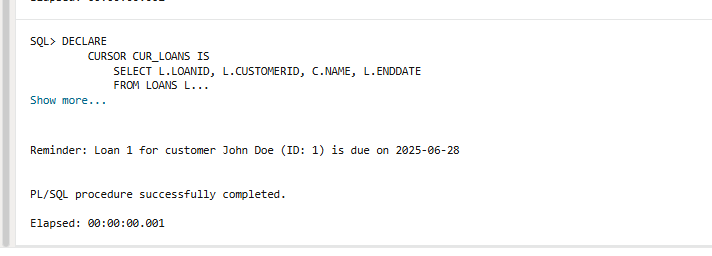 SQL> DECLARE
CURSOR CUR_LOANS IS
SELECT L.LOANID, L.CUSTOMERID, C.NAME, L.ENDDATE
FROM LOANS L...
Show more...
Reminder: Loan 1 for customer John Doe (ID: 1) is due on 2025-06-28
PL/SQL procedure successfully completed.
Elapsed: 00:00:00.001